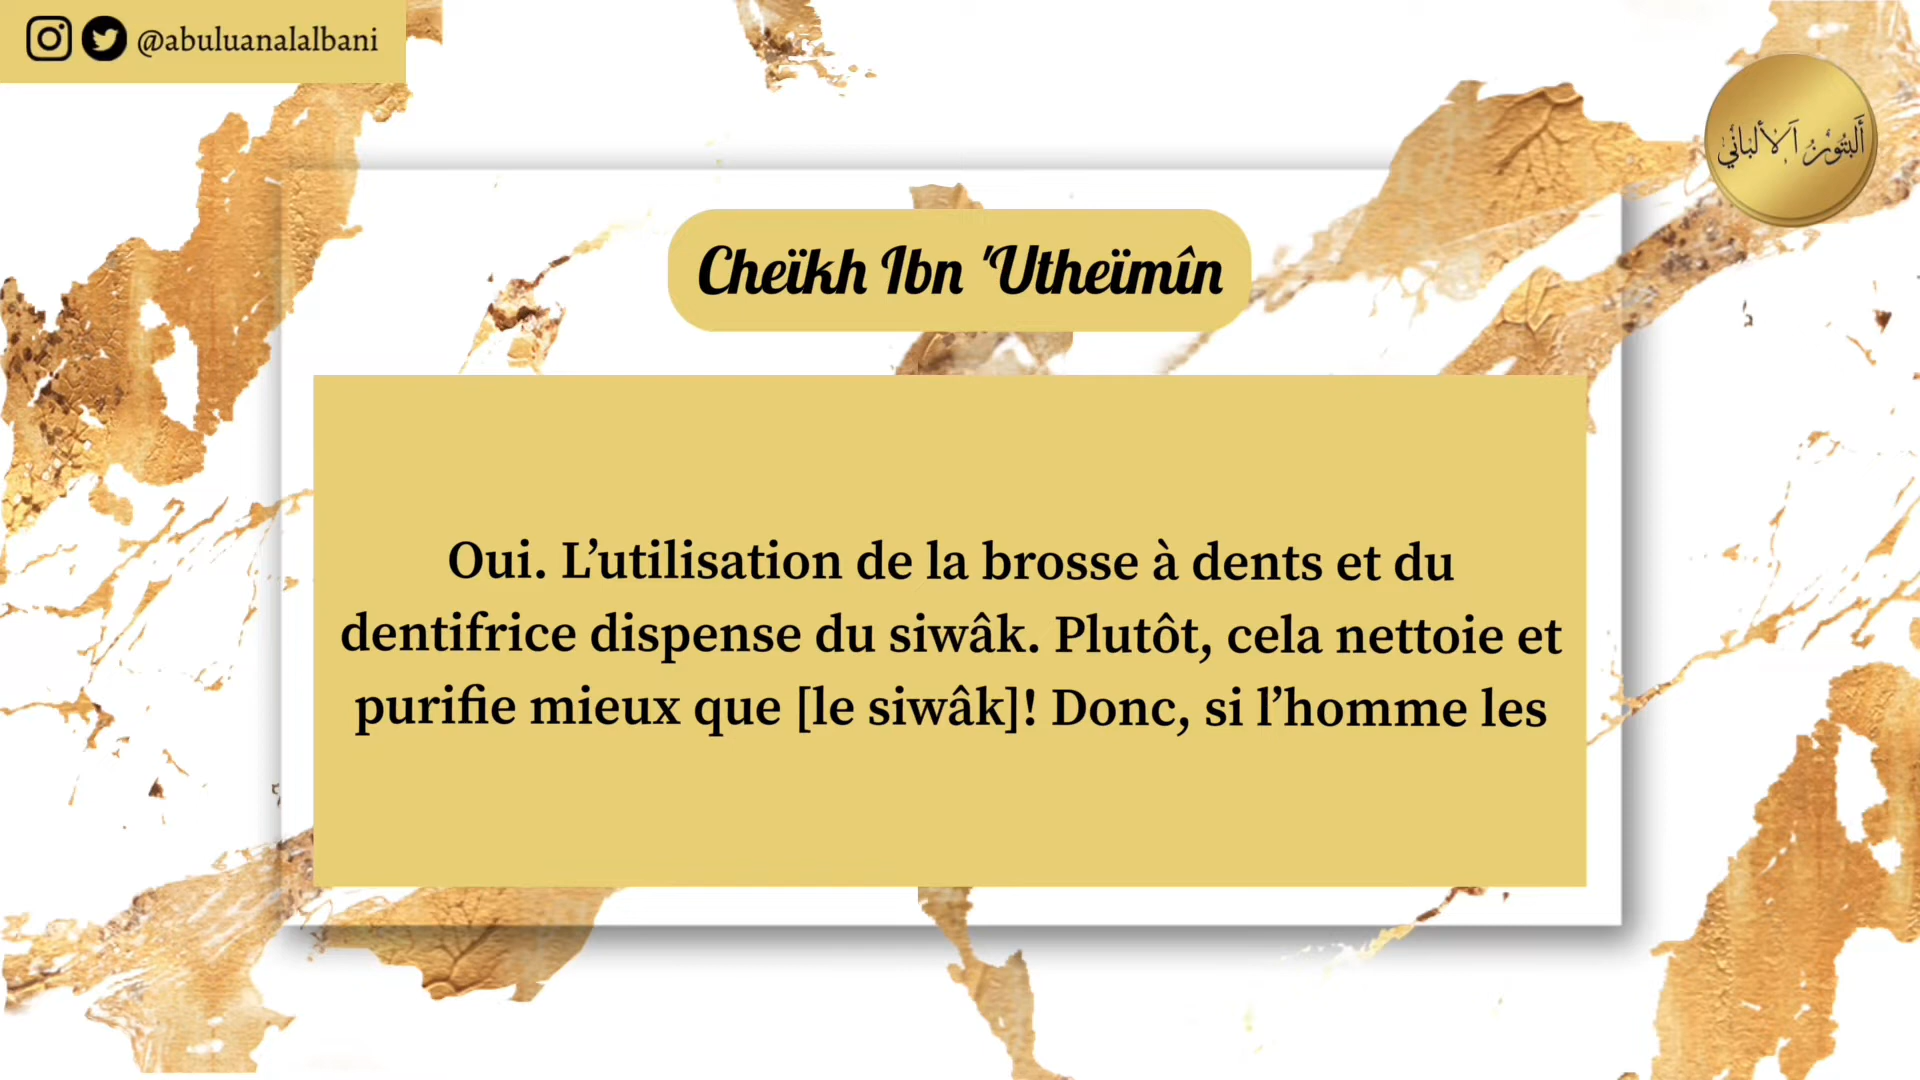 @abuluanalalbani
Cheïkh Ibn 'Utheïmîn
Oui. L’utilisation de la brosse à dents et du
dentifrice dispense du siwâk. Plutôt, cela nettoie et
purifie mieux que [le siwâk]! Donc, si l’homme les